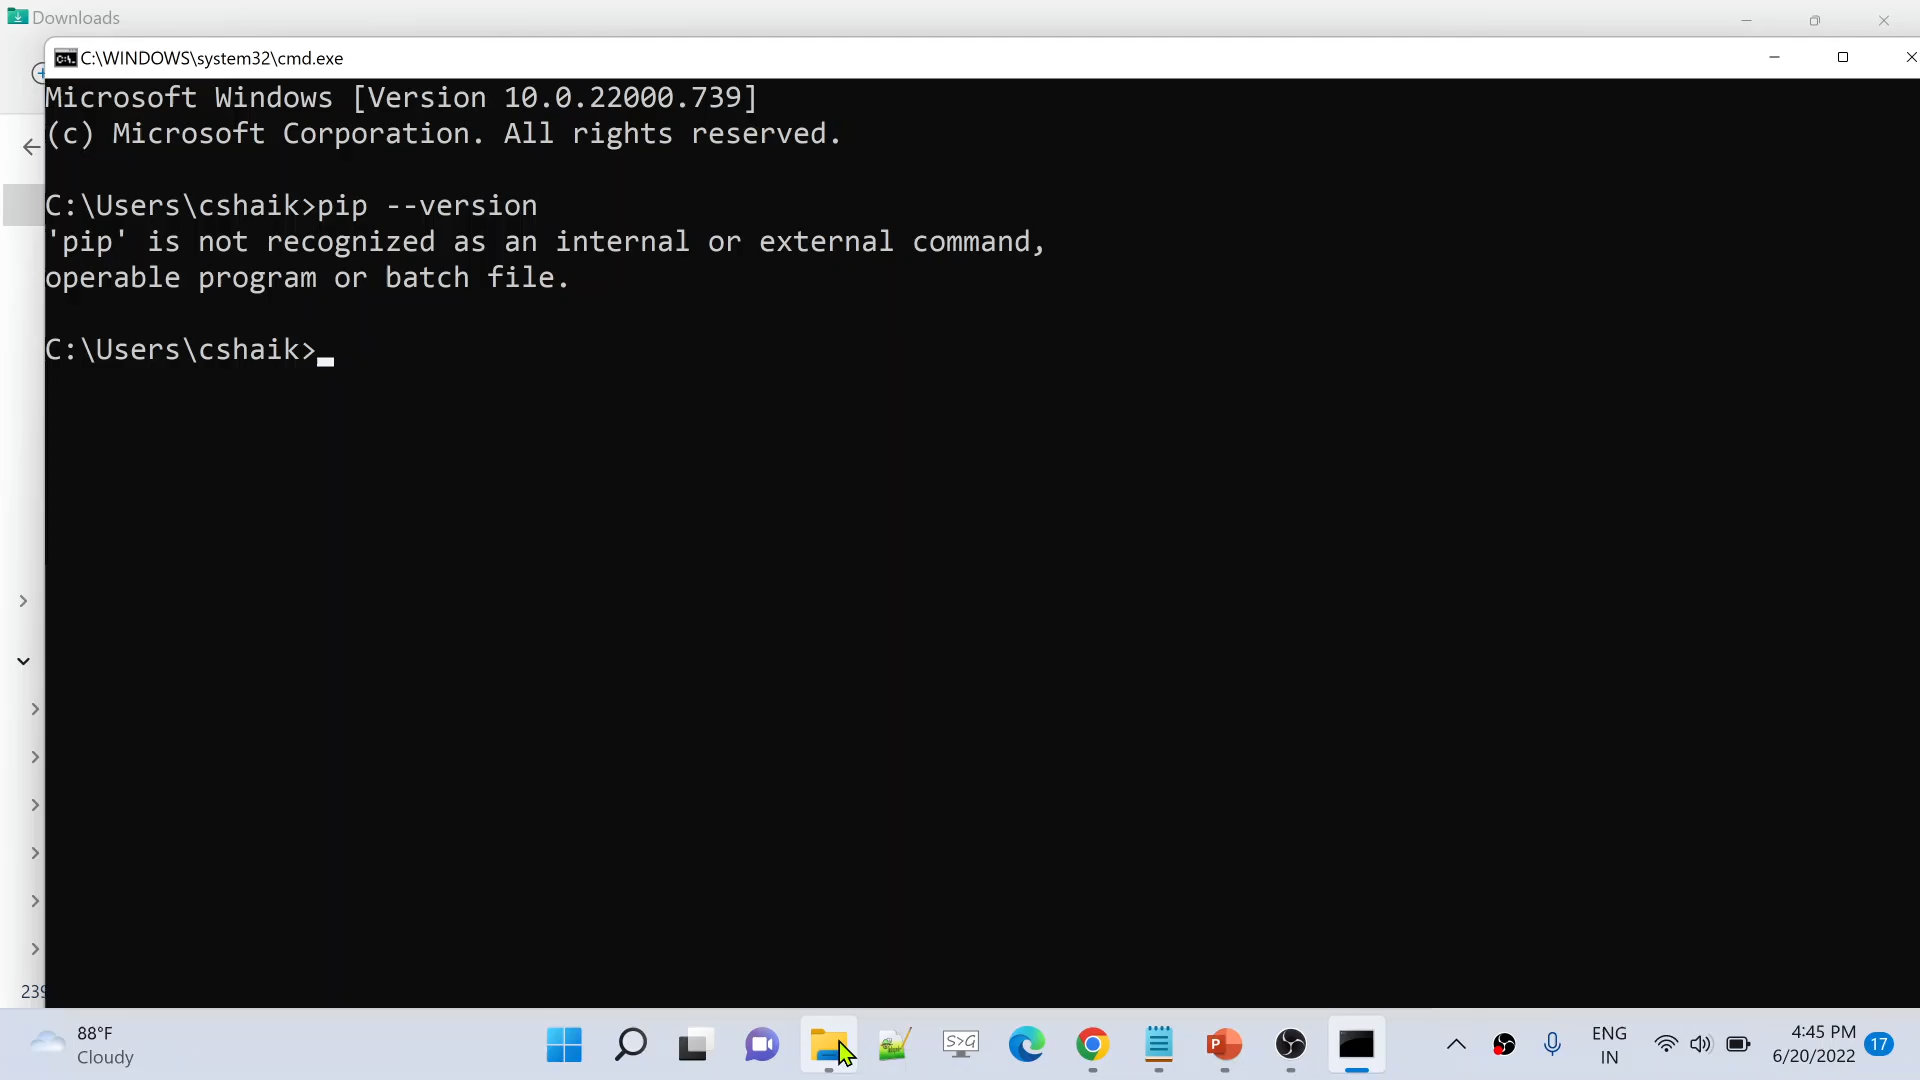 Downloads
C:\WINDOWS\system32\cmd.exe
Microsoft Windows [Version 10.0.22000.739]
(c) Microsoft Corporation. All rights reserved.
C:\Users\cshaik>pip --version
'pip' is not recognized as an internal or external command,
operable program or batch file.
C:\Users\cshaik>
239
88°F
Cloudy
S>G
P
ENG
IN
4:45 PM
6/20/2022
17